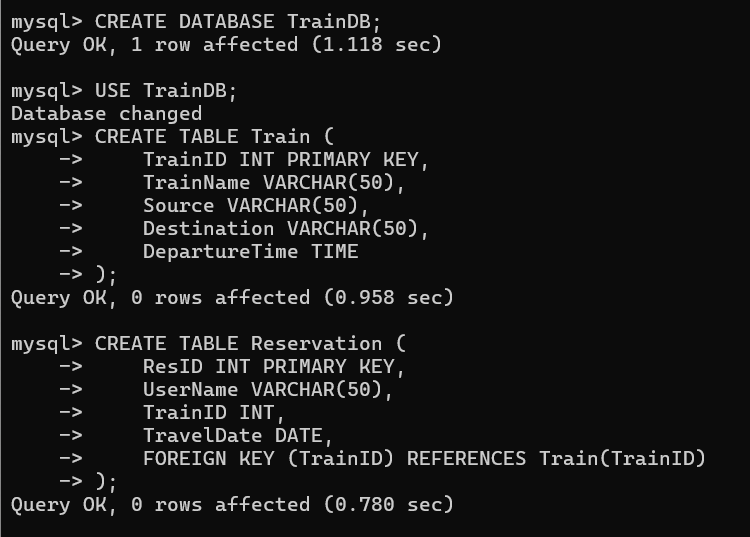 mysql> CREATE DATABASE TrainDB;
Query OK, 1 row affected (1.118 sec)
mysql> USE TrainDB;
Database changed
mysql> CREATE TABLE Train (
    ->     TrainID INT PRIMARY KEY,
    ->     TrainName VARCHAR(50),
    ->     Source VARCHAR(50),
    ->     Destination VARCHAR(50),
    ->     DepartureTime TIME
    -> );
Query OK, 0 rows affected (0.958 sec)
mysql> CREATE TABLE Reservation (
    ->     ResID INT PRIMARY KEY,
    ->     UserName VARCHAR(50),
    ->     TrainID INT,
    ->     TravelDate DATE,
    ->     FOREIGN KEY (TrainID) REFERENCES Train(TrainID)
    -> );
Query OK, 0 rows affected (0.780 sec)